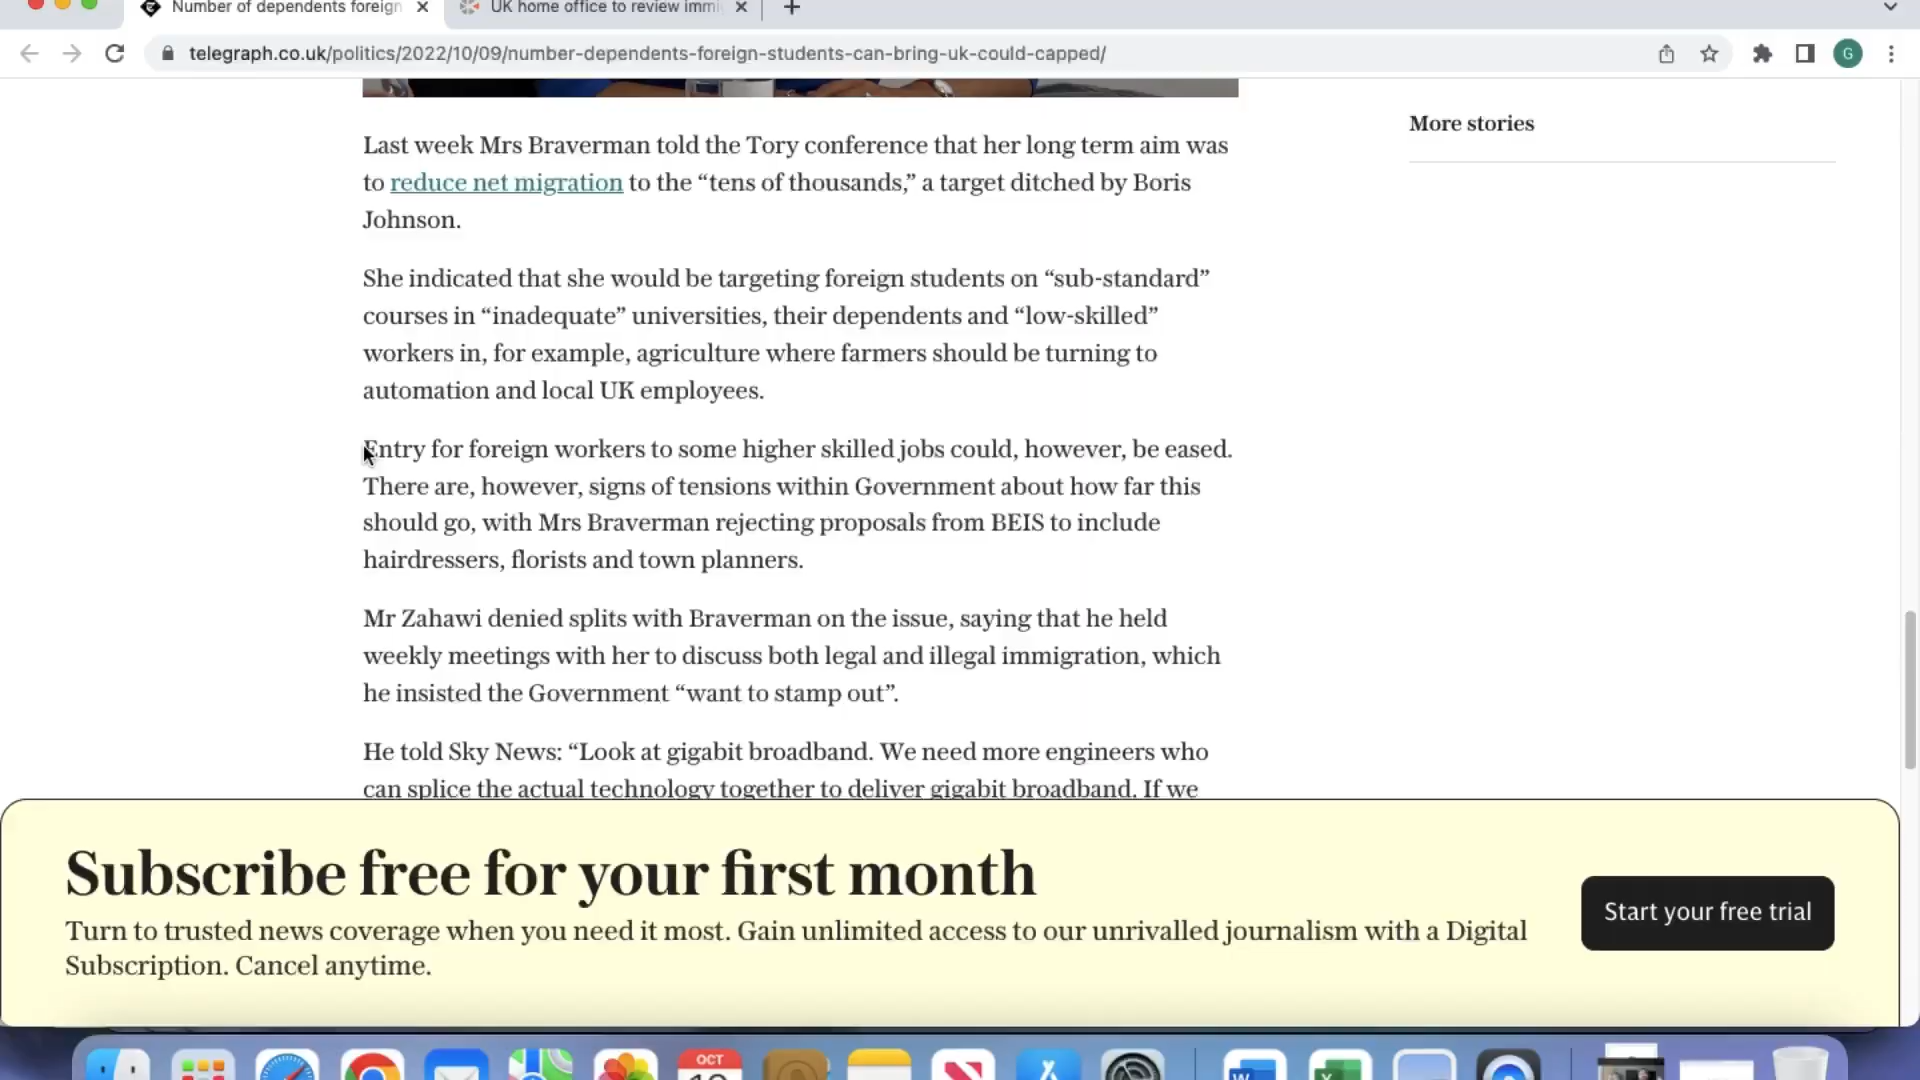 Number of dependents foreign
UK home office to review immi
telegraph.co.uk/politics/2022/10/09/number-dependents-foreign-students-can-bring-uk-could-capped/
G
More stories
Last week Mrs Braverman told the Tory conference that her long term aim was
to reduce net migration to the “tens of thousands,” a target ditched by Boris
Johnson.
She indicated that she would be targeting foreign students on “sub-standard”
courses in “inadequate” universities, their dependents and “low-skilled”
workers in, for example, agriculture where farmers should be turning to
automation and local UK employees.
Entry for foreign workers to some higher skilled jobs could, however, be eased.
There are, however, signs of tensions within Government about how far this
should go, with Mrs Braverman rejecting proposals from BEIS to include
hairdressers, florists and town planners.
Mr Zahawi denied splits with Braverman on the issue, saying that he held
weekly meetings with her to discuss both legal and illegal immigration, which
he insisted the Government “want to stamp out”.
He told Sky News: “Look at gigabit broadband. We need more engineers who
can splice the actual technology together to deliver gigabit broadband. If we
Subscribe free for your first month
Turn to trusted news coverage when you need it most. Gain unlimited access to our unrivalled journalism with a Digital
Subscription. Cancel anytime.
Start your free trial
OCT
W
X